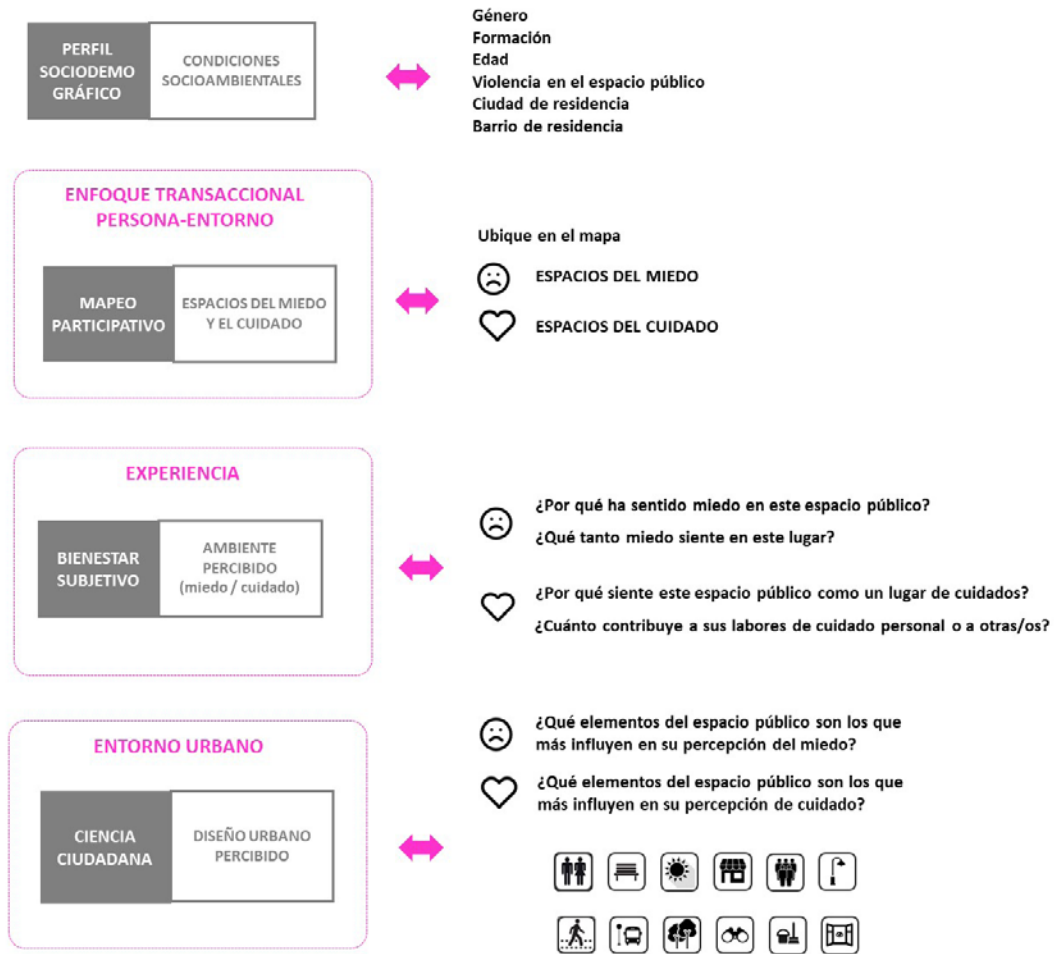 PERFIL
SOCIODEMO
GRÁFICO
CONDICIONES
SOCIOAMBIENTALES
Género
Formación
Edad
Violencia en el espacio público
Ciudad de residencia
Barrio de residencia
ENFOQUE TRANSACCIONAL
PERSONA-ENTORNO
MAPEO
PARTICIPATIVO
ESPACIOS DEL MIEDO
Y EL CUIDADO
Ubique en el mapa
ESPACIOS DEL MIEDO
ESPACIOS DEL CUIDADO
EXPERIENCIA
BIENESTAR
SUBJETIVO
AMBIENTE
PERCIBIDO
(miedo / cuidado)
¿Por qué ha sentido miedo en este espacio público?
¿Qué tanto miedo siente en este lugar?
¿Por qué siente este espacio público como un lugar de cuidados?
¿Cuánto contribuye a sus labores de cuidado personal o a otras/os?
ENTORNO URBANO
CIENCIA
CIUDADANA
DISEÑO URBANO
PERCIBIDO
¿Qué elementos del espacio público son los que
más influyen en su percepción del miedo?
¿Qué elementos del espacio público son los que
más influyen en su percepción de cuidado?